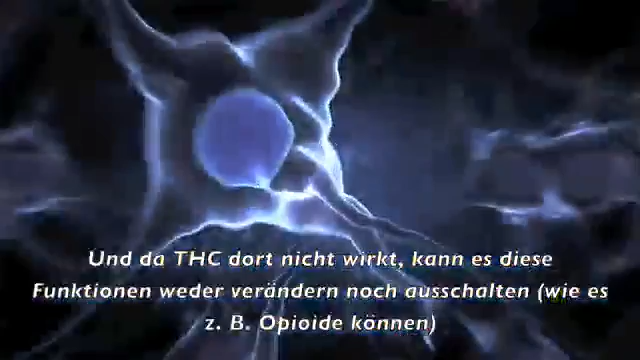 Und da THC dort nicht wirkt, kann es diese
Funktionen weder verändern noch ausschalten (wie es
z. B. Opioide können)